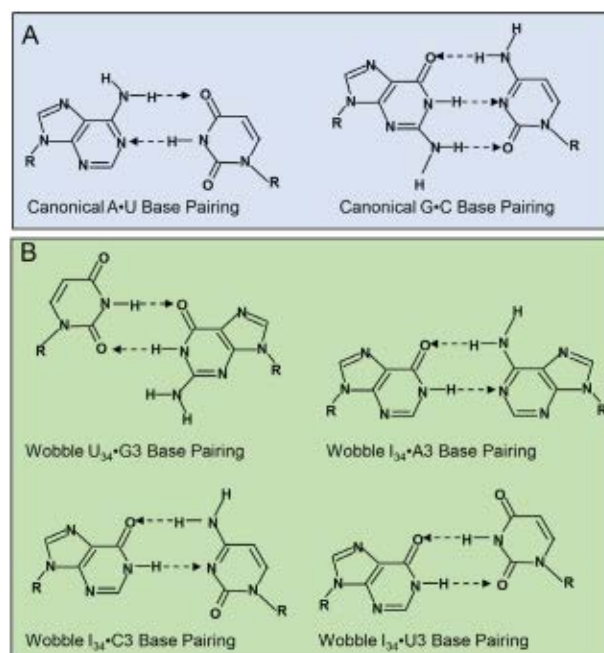 A
Canonical A•U Base Pairing
Canonical G•C Base Pairing
B
Wobble U₃₄•G3 Base Pairing
Wobble I₃₄•A3 Base Pairing
Wobble I₃₄•C3 Base Pairing
Wobble I₃₄•U3 Base Pairing